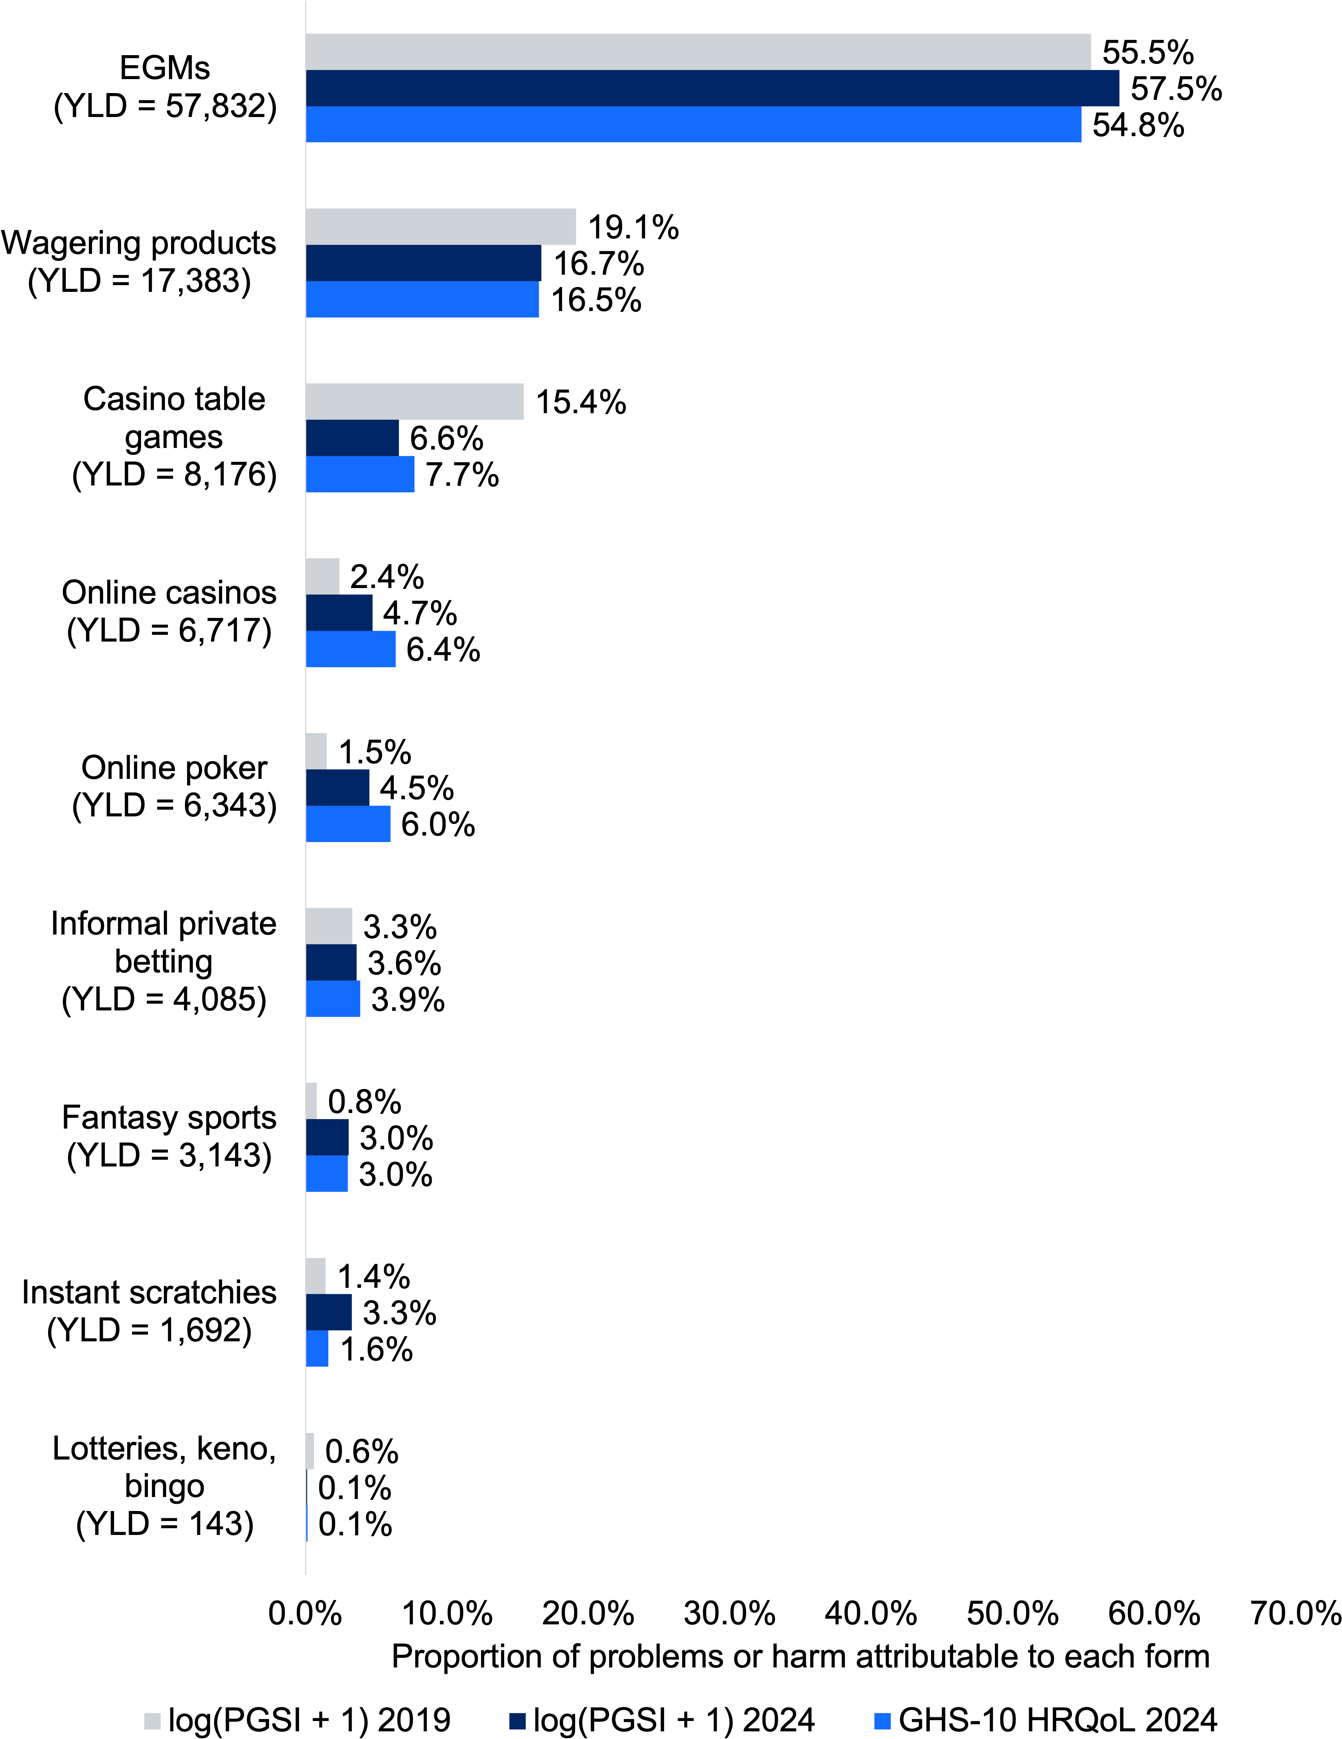 EGMs
(YLD = 57,832)
55.5%
57.5%
54.8%
Wagering products
(YLD = 17,383)
19.1%
16.7%
16.5%
Casino table
games
(YLD = 8,176)
15.4%
6.6%
7.7%
Online casinos
(YLD = 6,717)
2.4%
4.7%
6.4%
Online poker
(YLD = 6,343)
1.5%
4.5%
6.0%
Informal private
betting
(YLD = 4,085)
3.3%
3.6%
3.9%
Fantasy sports
(YLD = 3,143)
0.8%
3.0%
3.0%
Instant scratchies
(YLD = 1,692)
1.4%
3.3%
1.6%
Lotteries, keno,
bingo
(YLD = 143)
0.6%
0.1%
0.1%
0.0% 10.0% 20.0% 30.0% 40.0% 50.0% 60.0% 70.0%
Proportion of problems or harm attributable to each form
log(PGSI + 1) 2019 log(PGSI + 1) 2024 GHS-10 HRQoL 2024